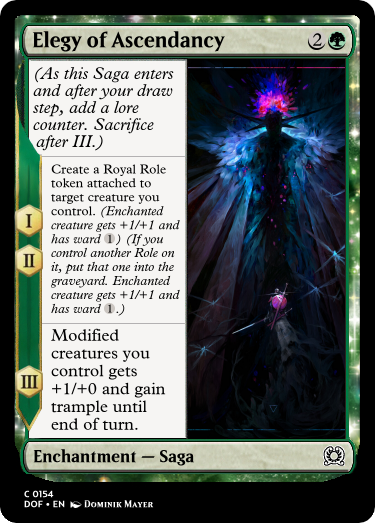 Elegy of Ascendancy 2
(As this Saga enters
and after your draw
step, add a lore
counter. Sacrifice
after III.)
I
II
Create a Royal Role
token attached to
target creature you
control. (Enchanted
creature gets +1/+1 and
has ward 1) (If you
control another Role on
it, put that one into the
graveyard. Enchanted
creature gets +1/+1 and
has ward 1.)
III
Modified
creatures you
control gets
+1/+0 and gain
trample until
end of turn.
Enchantment — Saga
C 0154
DOF • EN Dominik Mayer